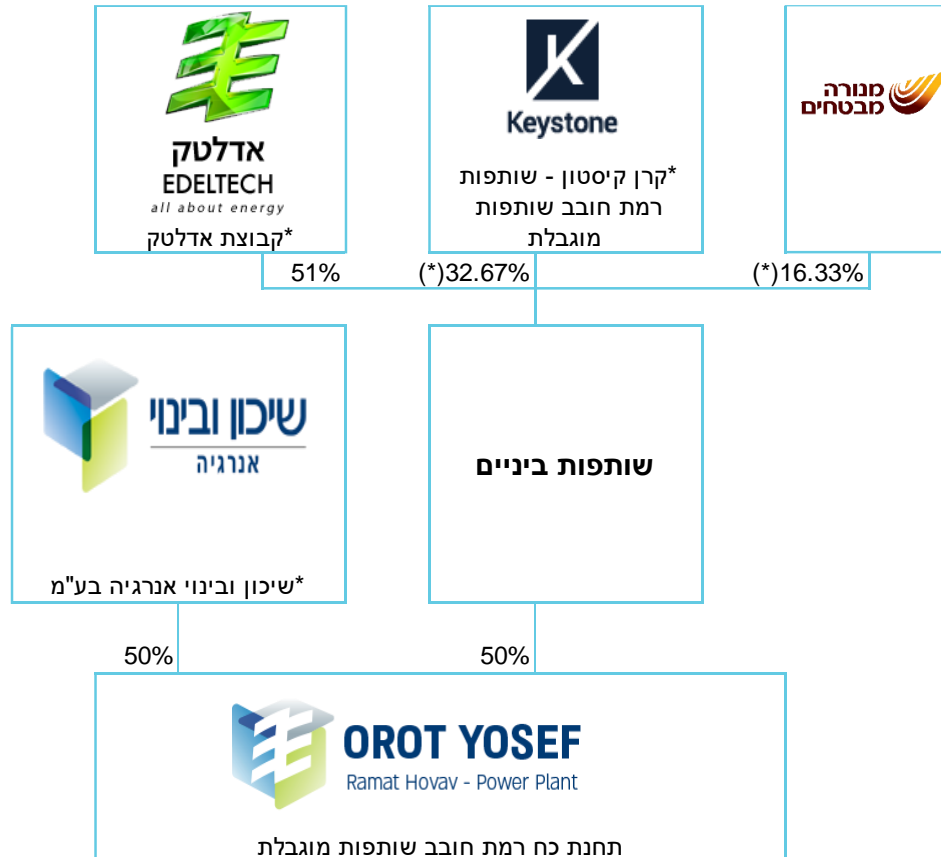 אדלטק
EDELTECH
all about energy
*קבוצת אדלטק
Keystone
*קרן קיסטון - שותפות
רמת חובב שותפות
מוגבלת
מנורה
מבטחים
51%
(*)32.67%
(*)16.33%
שיכון ובינוי
אנרגיה
*שיכון ובינוי אנרגיה בע"מ
שותפות ביניים
50%
50%
OROT YOSEF
Ramat Hovav - Power Plant
תחנת כח רמת חובב שותפות מוגבלת